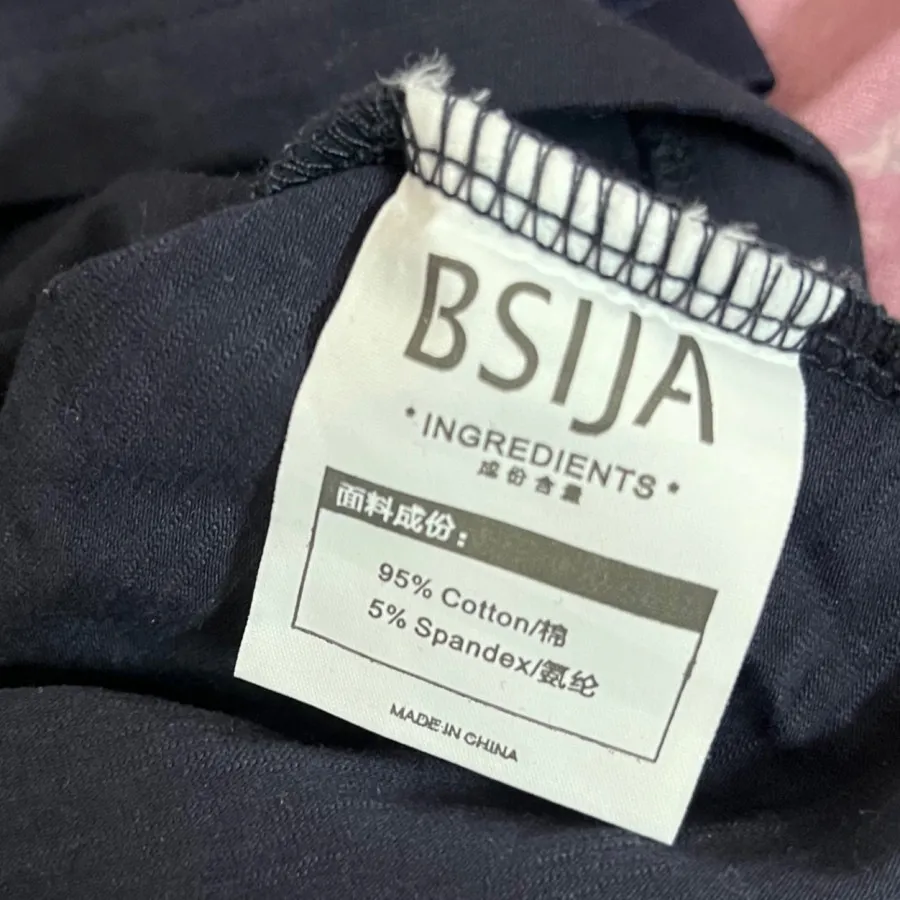 BSIJA
* INGREDIENTS *
成份含量
面料成份：
95% Cotton/棉
5% Spandex/氨纶
MADE IN CHINA